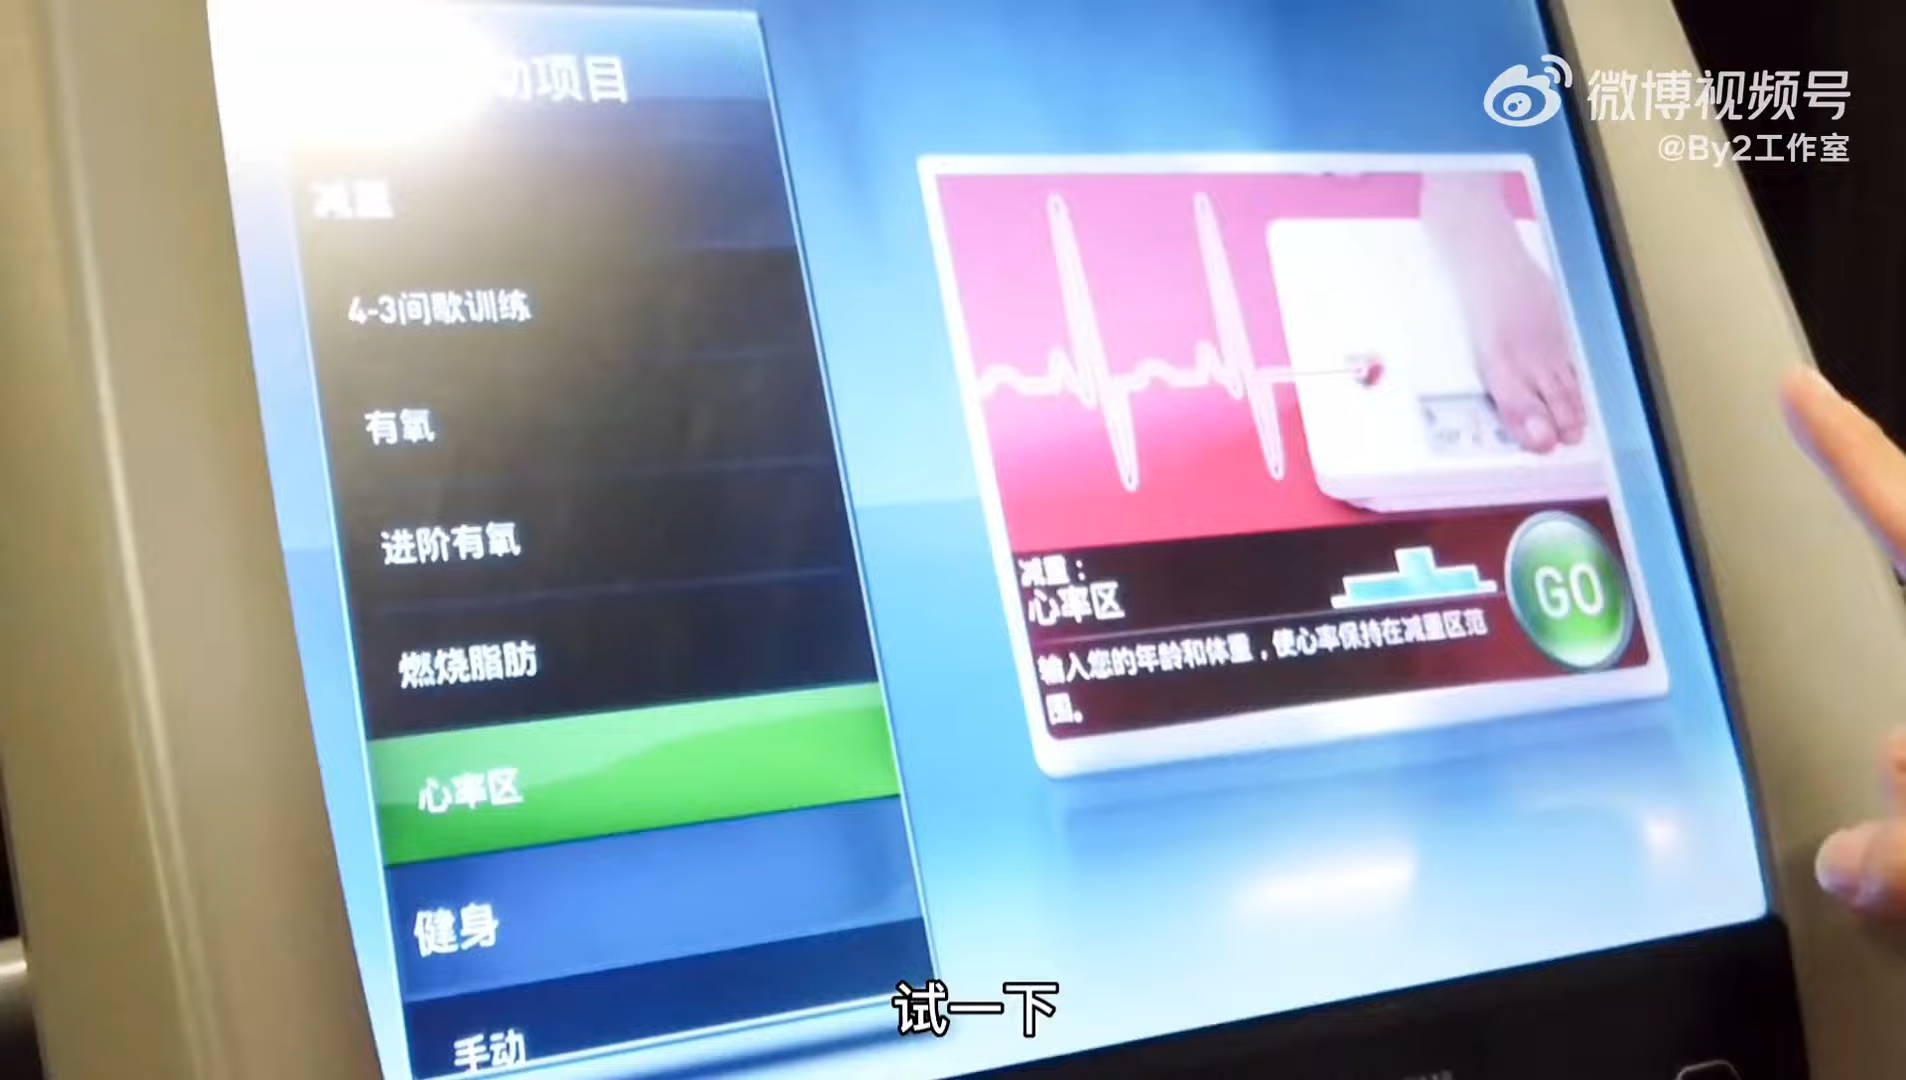 微博视频号
@By2工作室
动项目
减重
4-3间歇训练
有氧
进阶有氧
燃烧脂肪
心率区
健身
手动
减重：
心率区
输入您的年龄和体重，使心率保持在减重区范
围。
GO
试一下